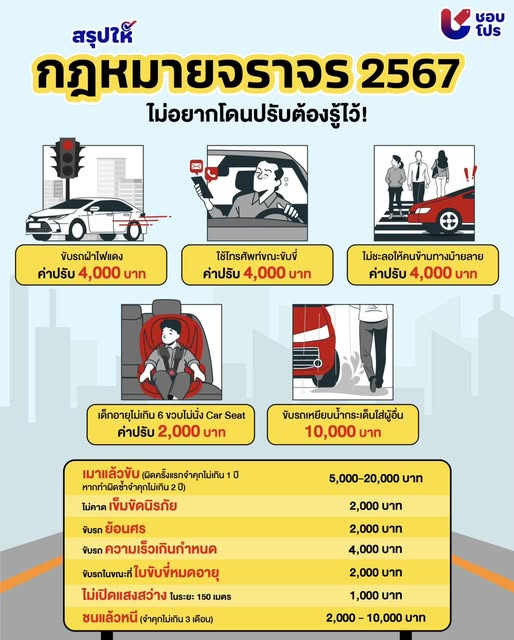 สรุปให้
ชอบ
โปร
กฎหมายจราจร 2567
ไม่อยากโดนปรับต้องรู้ไว้!
ขับรถฝ่าไฟแดง
ค่าปรับ 4,000 บาท
ใช้โทรศัพท์ขณะขับขี่
ค่าปรับ 4,000 บาท
ไม่ชะลอให้คนข้ามทางม้าลาย
ค่าปรับ 4,000 บาท
เด็กอายุไม่เกิน 6 ขวบไม่นั่ง Car Seat
ค่าปรับ 2,000 บาท
ขับรถเหยียบน้ำกระเด็นใส่ผู้อื่น
10,000 บาท
เมาแล้วขับ (ผิดครั้งแรกจำคุกไม่เกิน 1 ปี
หากทำผิดซ้ำจำคุกไม่เกิน 2 ปี) 5,000-20,000 บาท
ไม่คาด เข็มขัดนิรภัย 2,000 บาท
ขับรถ ย้อนศร 2,000 บาท
ขับรถ ความเร็วเกินกำหนด 4,000 บาท
ขับรถในขณะที่ ใบขับขี่หมดอายุ 2,000 บาท
ไม่เปิดแสงสว่าง ในระยะ 150 เมตร 1,000 บาท
ชนแล้วหนี (จำคุกไม่เกิน 3 เดือน) 2,000 - 10,000 บาท